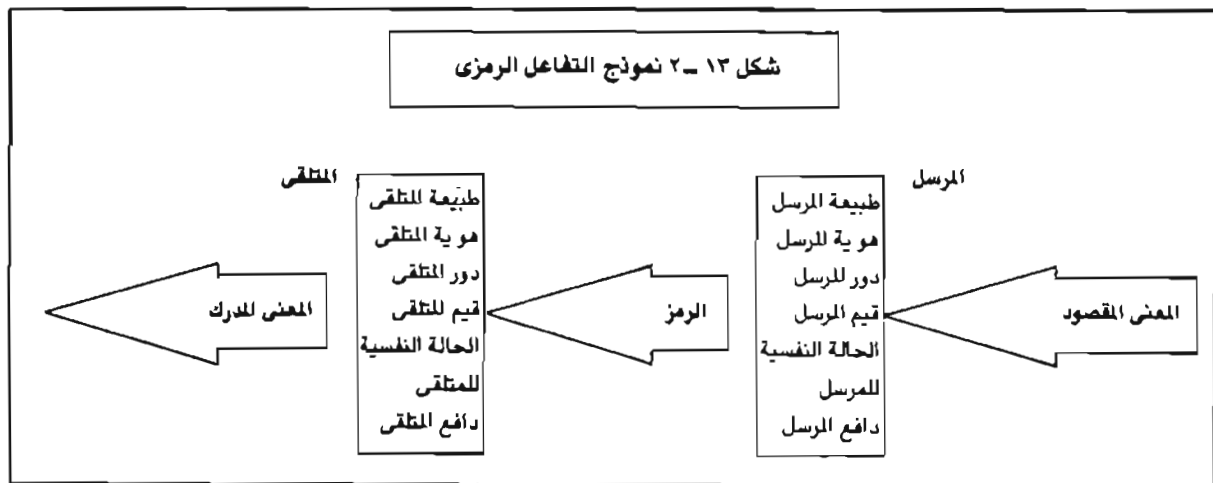 شكل ١٣ – ٢ نموذج التفاعل الرمزى
المرسل
المعنى المقصود
طبيعة المرسل
هوية المرسل
دور المرسل
قيم المرسل
الحالة النفسية
للمرسل
دافع المرسل
الرمز
المتلقى
طبيعة المتلقى
هوية المتلقى
دور المتلقى
قيم المتلقى
الحالة النفسية
للمتلقى
دافع المتلقى
المعنى المدرك